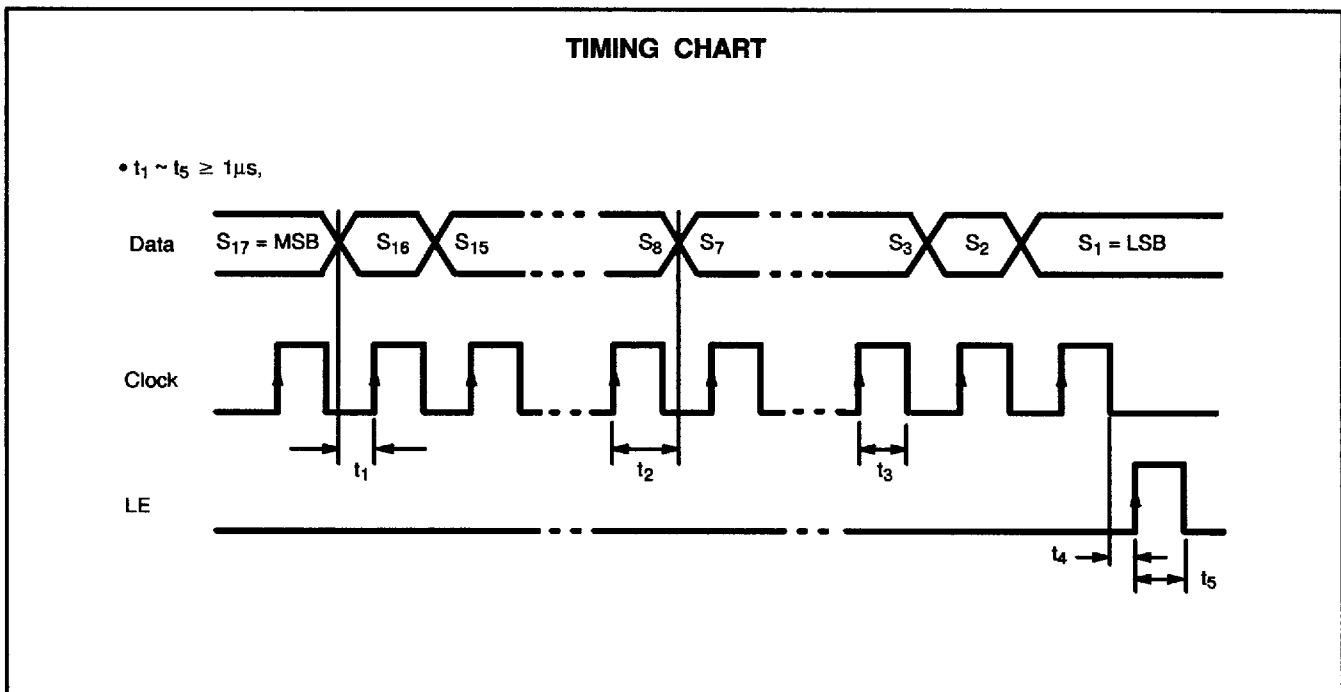 TIMING CHART
• t1 ~ t5 ≥ 1μs,
Data S17 = MSB S16 S15 S8 S7 S3 S2 S1 = LSB
Clock
t1 t2 t3
LE
t4 t5